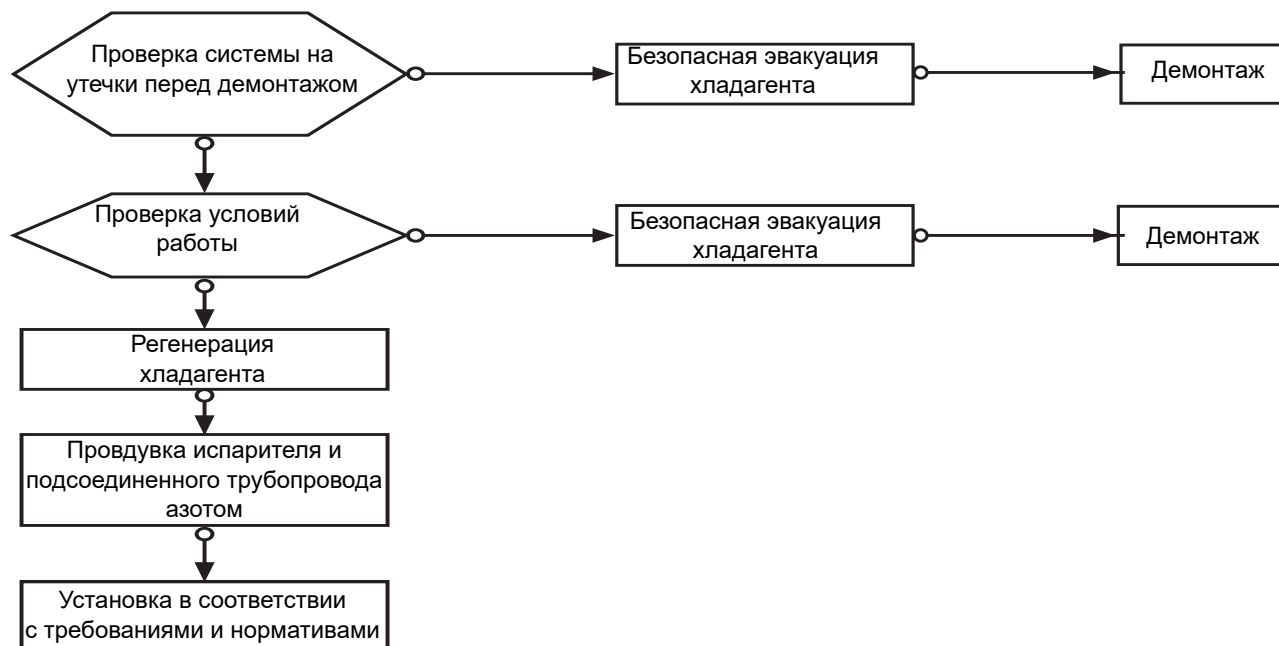 Проверка системы на
утечки перед демонтажом
Безопасная эвакуация
хладагента
Демонтаж
Проверка условий
работы
Безопасная эвакуация
хладагента
Демонтаж
Регенерация
хладагента
Провдувка испарителя и
подсоединенного трубопровода
азотом
Установка в соответствии
с требованиями и нормативами